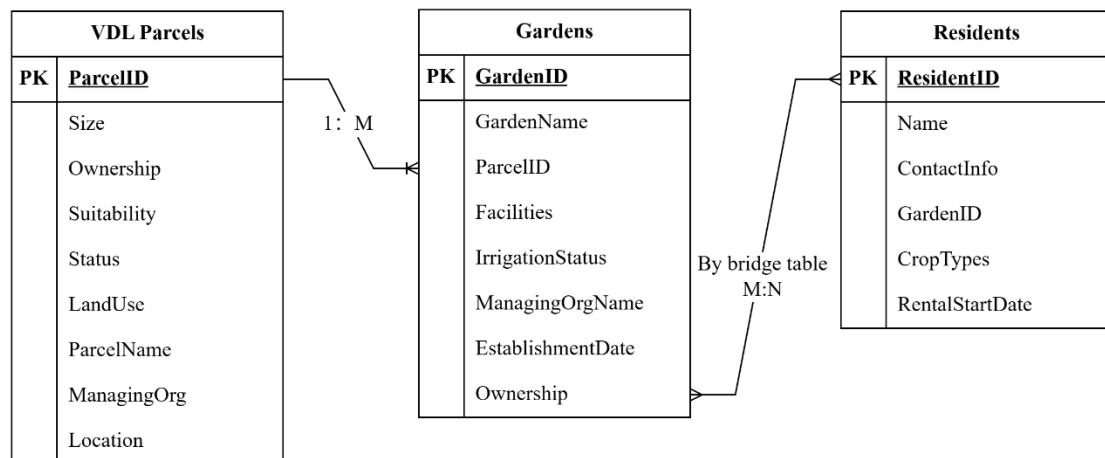 VDL Parcels
PK ParcelID
Size
Ownership
Suitability
Status
LandUse
ParcelName
ManagingOrg
Location
1： M
Gardens
PK GardenID
GardenName
ParcelID
Facilities
IrrigationStatus
ManagingOrgName
EstablishmentDate
Ownership
By bridge table
M:N
Residents
PK ResidentID
Name
ContactInfo
GardenID
CropTypes
RentalStartDate